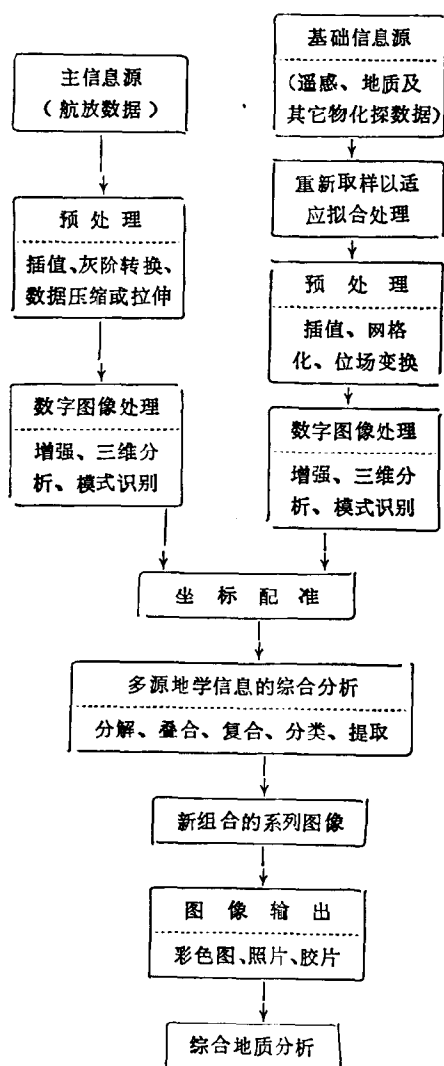 主信息源
（航放数据）
预处理
插值、灰阶转换、
数据压缩或拉伸
数字图像处理
增强、三维分
析、模式识别
基础信息源
(遥感、地质及
其它物化探数据)
重新取样以适
应拟合处理
预处理
插值、网格
化、位场变换
数字图像处理
增强、三维分
析、模式识别
坐标配准
多源地学信息的综合分析
分解、叠合、复合、分类、提取
新组合的系列图像
图像输出
彩色图、照片、胶片
综合地质分析